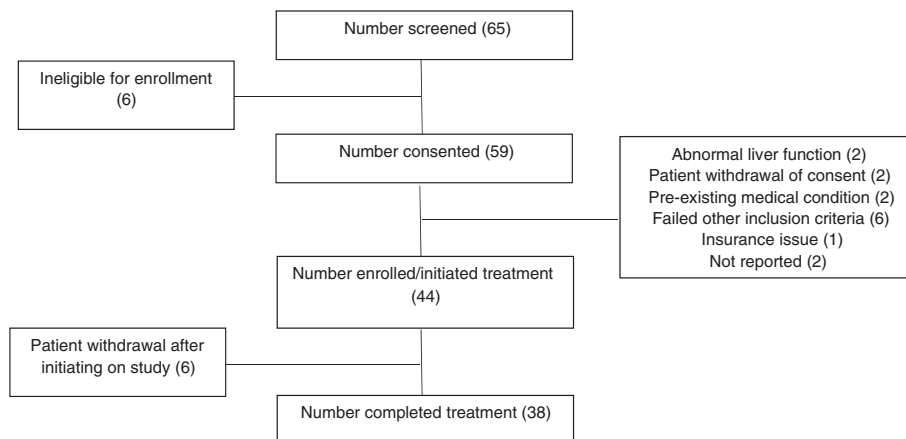 Number screened (65)
Ineligible for enrollment
(6)
Number consented (59)
Abnormal liver function (2)
Patient withdrawal of consent (2)
Pre-existing medical condition (2)
Failed other inclusion criteria (6)
Insurance issue (1)
Not reported (2)
Number enrolled/initiated treatment
(44)
Patient withdrawal after
initiating on study (6)
Number completed treatment (38)